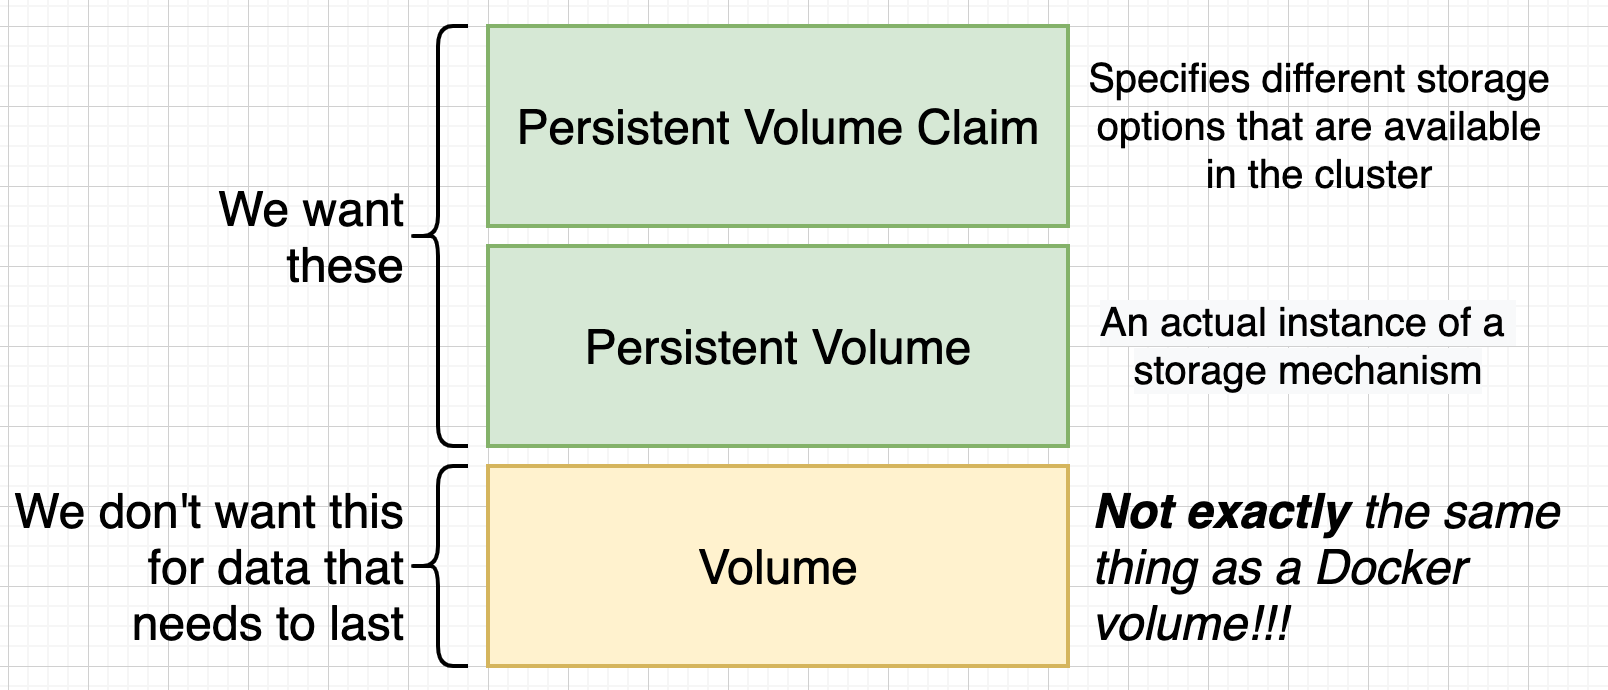 We want
these
Persistent Volume Claim
Specifies different storage
options that are available
in the cluster
Persistent Volume
An actual instance of a
storage mechanism
We don't want this
for data that
needs to last
Volume
Not exactly the same
thing as a Docker
volume!!!